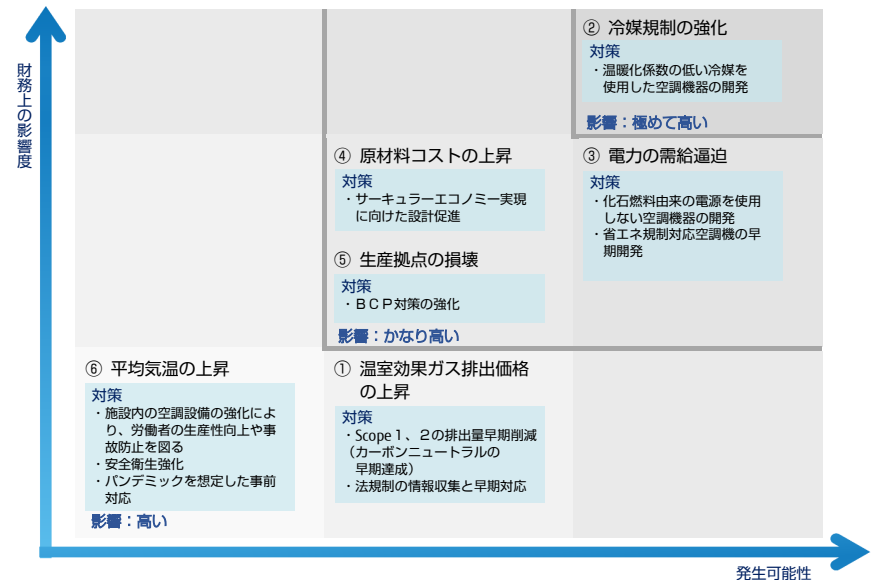 財務上の影響度
② 冷媒規制の強化
対策
・温暖化係数の低い冷媒を
使用した空調機器の開発
影響：極めて高い
④ 原材料コストの上昇
対策
・サーキュラーエコノミー実現
に向けた設計促進
⑤ 生産拠点の損壊
対策
・ＢＣＰ対策の強化
影響：かなり高い
③ 電力の需給逼迫
対策
・化石燃料由来の電源を使用
しない空調機器の開発
・省エネ規制対応空調機の早
期開発
⑥ 平均気温の上昇
対策
・施設内の空調設備の強化によ
り、労働者の生産性向上や事
故防止を図る
・安全衛生強化
・パンデミックを想定した事前
対応
影響：高い
① 温室効果ガス排出価格
の上昇
対策
・Scope１、２の排出量早期削減
（カーボンニュートラルの
早期達成）
・法規制の情報収集と早期対応
発生可能性